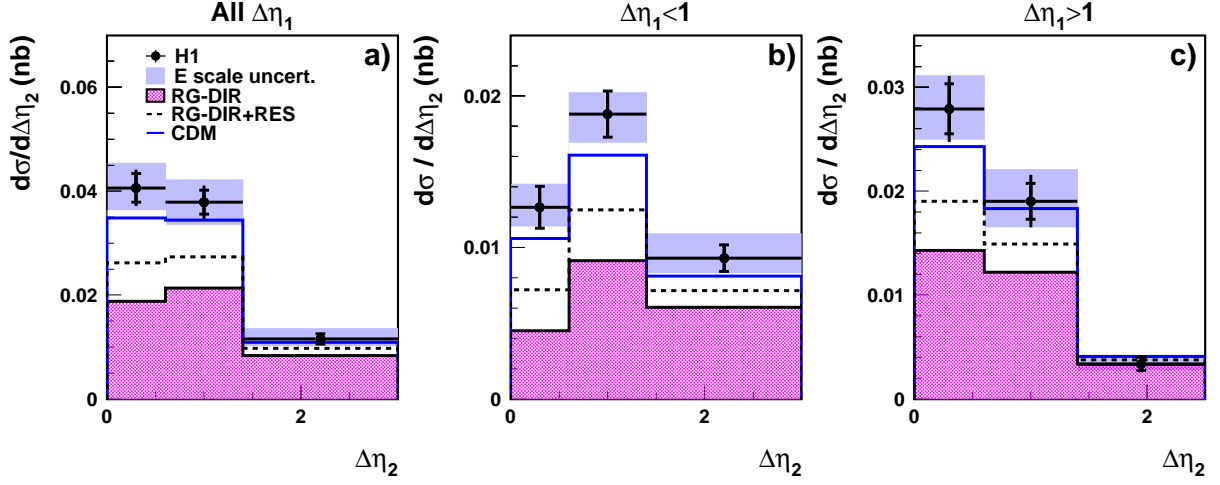 All Δη1
a)
dσ/dΔη2 (nb)
H1
E scale uncert.
RG-DIR
RG-DIR+RES
CDM
0.06
0.04
0.02
0
0
2
Δη2
Δη1<1
b)
dσ / dΔη2 (nb)
0.02
0.01
0
0
2
Δη2
Δη1>1
c)
dσ / dΔη2 (nb)
0.03
0.02
0.01
0
0
2
Δη2